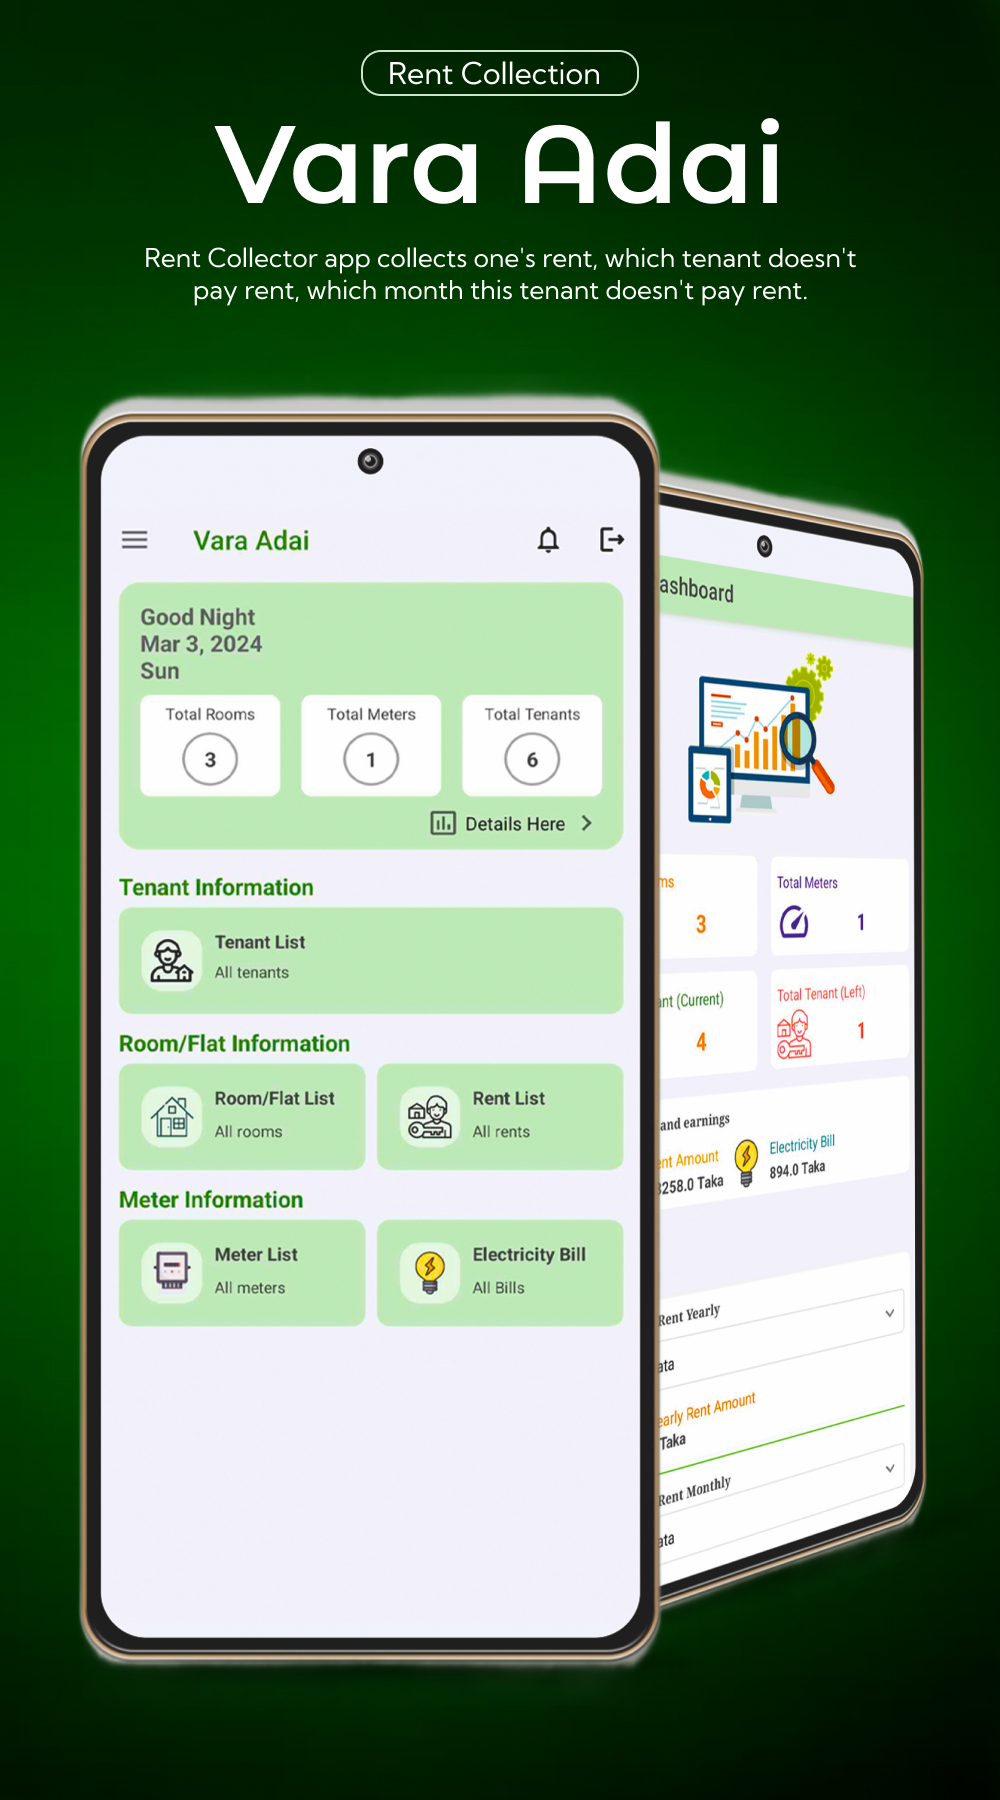 Rent Collection
Vara Adai
Rent Collector app collects one's rent, which tenant doesn't
pay rent, which month this tenant doesn't pay rent.
Vara Adai
Good Night
Mar 3, 2024
Sun
Total Rooms
Total Meters
Total Tenants
3
1
6
Details Here
Tenant Information
Tenant List
All tenants
Room/Flat Information
Room/Flat List
All rooms
Rent List
All rents
Meter Information
Meter List
All meters
Electricity Bill
All Bills
ashboard
ms
3
Total Meters
1
ant (Current)
4
Total Tenant (Left)
1
and earnings
ent Amount
3258.0 Taka
Electricity Bill
894.0 Taka
Rent Yearly
ata
early Rent Amount
Taka
Rent Monthly
ata